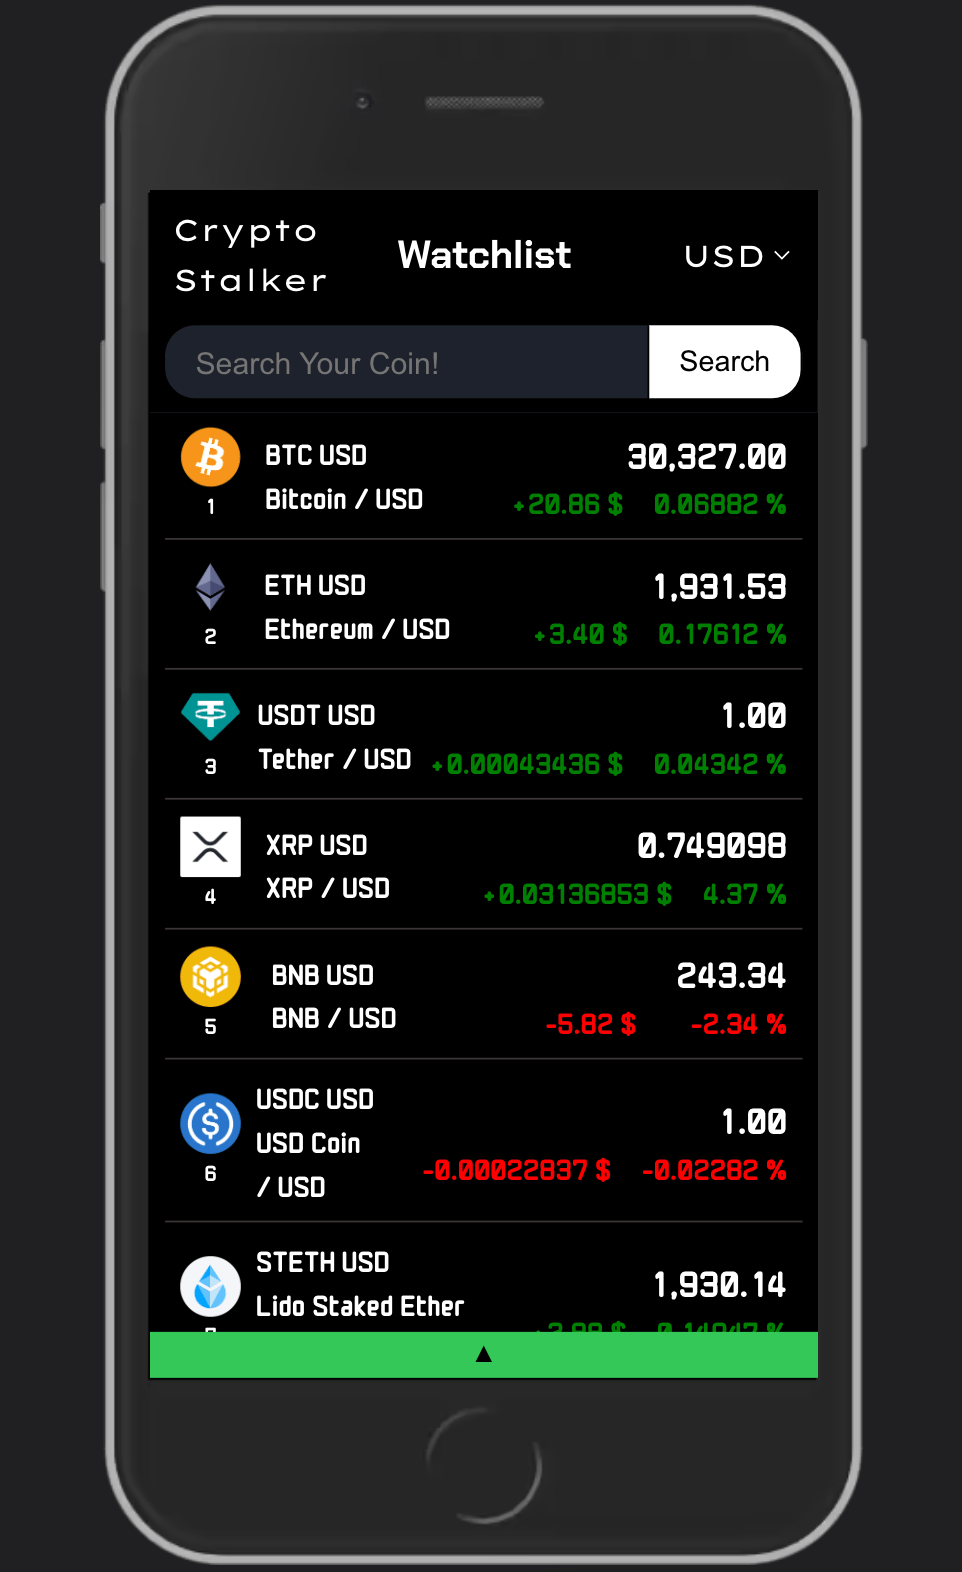 Crypto
Stalker
Watchlist
USD
Search Your Coin!
Search
BTC USD
30,327.00
Bitcoin / USD
+20.86 $ 0.06882 %
1
ETH USD
1,931.53
Ethereum / USD
+3.40 $ 0.17612 %
2
USDT USD
1.00
Tether / USD
+0.00043436 $ 0.04342 %
3
XRP USD
0.749098
XRP / USD
+0.03136853 $ 4.37 %
4
BNB USD
243.34
BNB / USD
-5.82 $ -2.34 %
5
USDC USD
USD Coin
/ USD
1.00
-0.00022837 $ -0.02282 %
6
STETH USD
Lido Staked Ether
1,930.14
▲